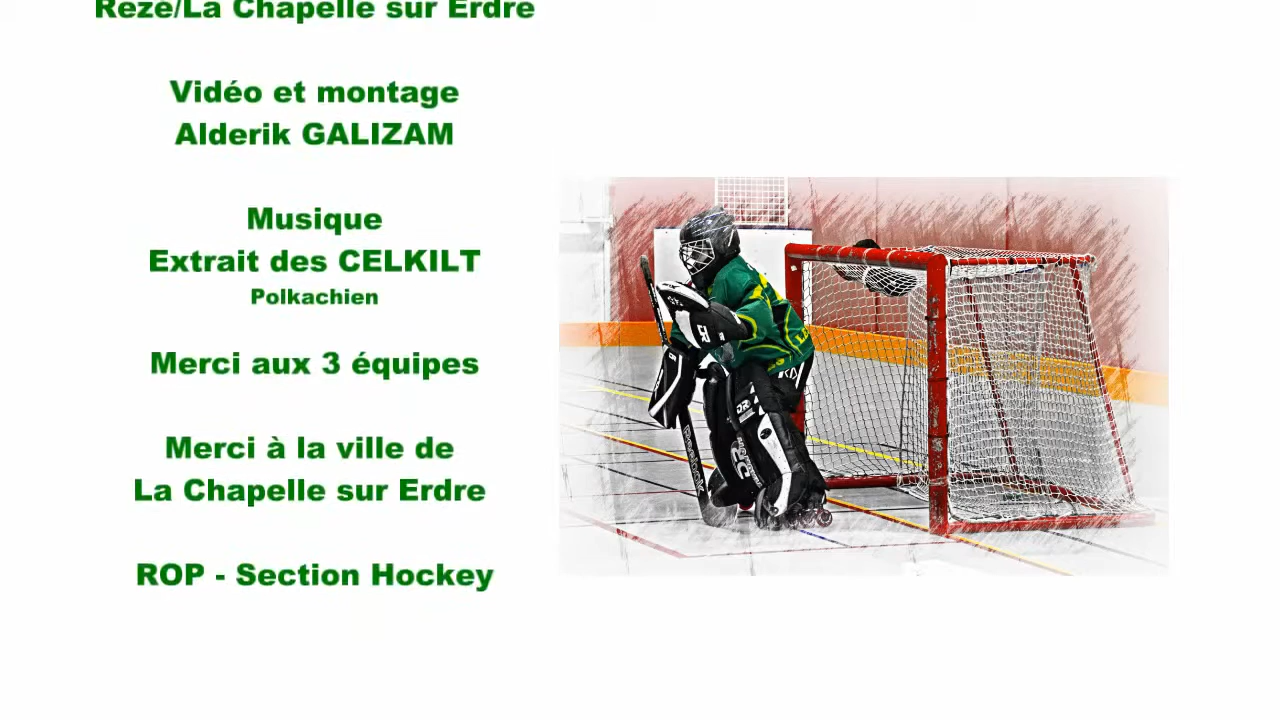 Rezé/La Chapelle sur Erdre
Vidéo et montage
Alderik GALIZAM
Musique
Extrait des CELKILT
Polkachien
Merci aux 3 équipes
Merci à la ville de
La Chapelle sur Erdre
ROP - Section Hockey
Reebok